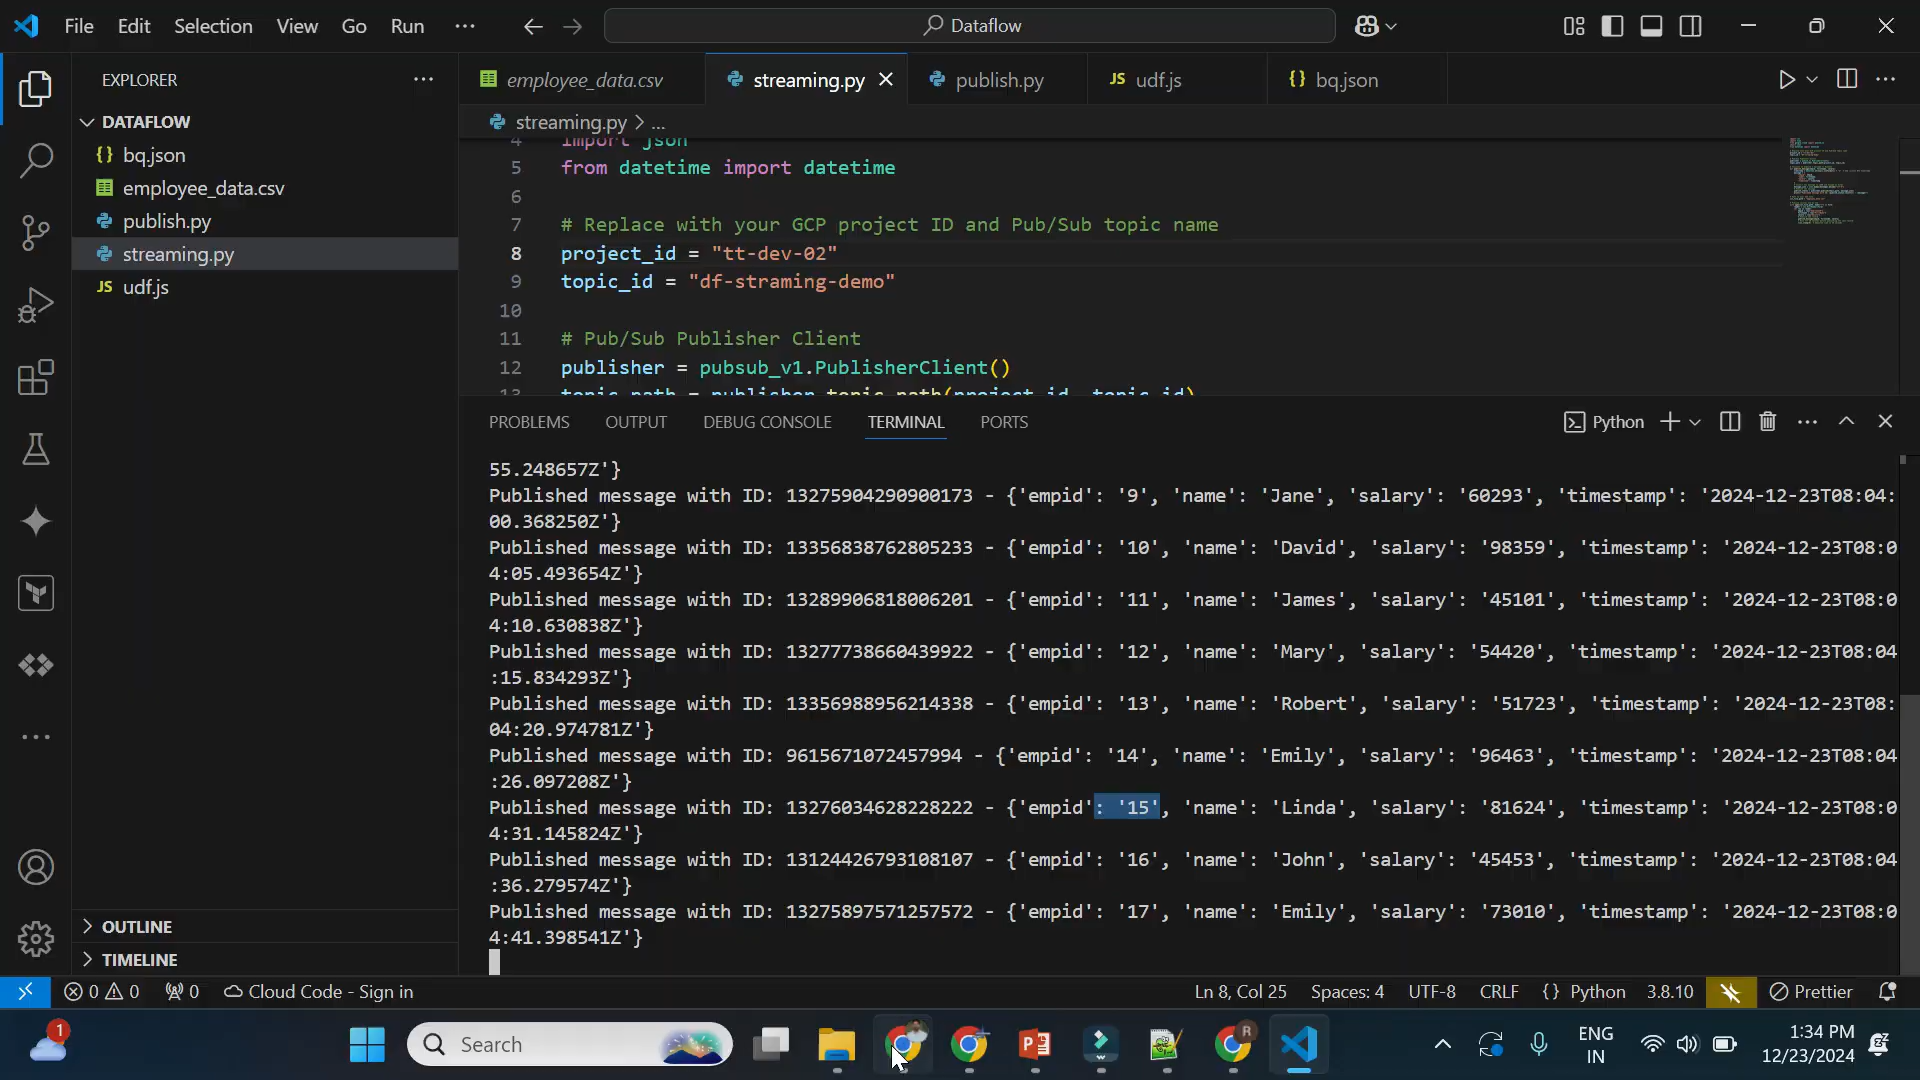 File Edit Selection View Go Run ··· Dataflow
EXPLORER ···
employee_data.csv streaming.py publish.py JS udf.js {} bq.json
DATAFLOW
{} bq.json
employee_data.csv
publish.py
streaming.py
JS udf.js
OUTLINE
TIMELINE
streaming.py > ...
4 import json
5 from datetime import datetime
6
7 # Replace with your GCP project ID and Pub/Sub topic name
8 project_id = "tt-dev-02"
9 topic_id = "df-straming-demo"
10
11 # Pub/Sub Publisher Client
12 publisher = pubsub_v1.PublisherClient()
13 topic_path = publisher.topic_path(project_id, topic_id)
PROBLEMS OUTPUT DEBUG CONSOLE TERMINAL PORTS Python
55.248657Z'}
Published message with ID: 13275904290900173 - {'empid': '9', 'name': 'Jane', 'salary': '60293', 'timestamp': '2024-12-23T08:04:
00.368250Z'}
Published message with ID: 13356838762805233 - {'empid': '10', 'name': 'David', 'salary': '98359', 'timestamp': '2024-12-23T08:0
4:05.493654Z'}
Published message with ID: 13289906818006201 - {'empid': '11', 'name': 'James', 'salary': '45101', 'timestamp': '2024-12-23T08:0
4:10.630838Z'}
Published message with ID: 13277738660439922 - {'empid': '12', 'name': 'Mary', 'salary': '54420', 'timestamp': '2024-12-23T08:04
:15.834293Z'}
Published message with ID: 13356988956214338 - {'empid': '13', 'name': 'Robert', 'salary': '51723', 'timestamp': '2024-12-23T08:
04:20.974781Z'}
Published message with ID: 9615671072457994 - {'empid': '14', 'name': 'Emily', 'salary': '96463', 'timestamp': '2024-12-23T08:04
:26.097208Z'}
Published message with ID: 13276034628228222 - {'empid': '15', 'name': 'Linda', 'salary': '81624', 'timestamp': '2024-12-23T08:0
4:31.145824Z'}
Published message with ID: 13124426793108107 - {'empid': '16', 'name': 'John', 'salary': '45453', 'timestamp': '2024-12-23T08:04
:36.279574Z'}
Published message with ID: 13275897571257572 - {'empid': '17', 'name': 'Emily', 'salary': '73010', 'timestamp': '2024-12-23T08:0
4:41.398541Z'}
0 0 0 Cloud Code - Sign in Ln 8, Col 25 Spaces: 4 UTF-8 CRLF {} Python 3.8.10 Prettier
1 Search R ENG 1:34 PM
IN 12/23/2024